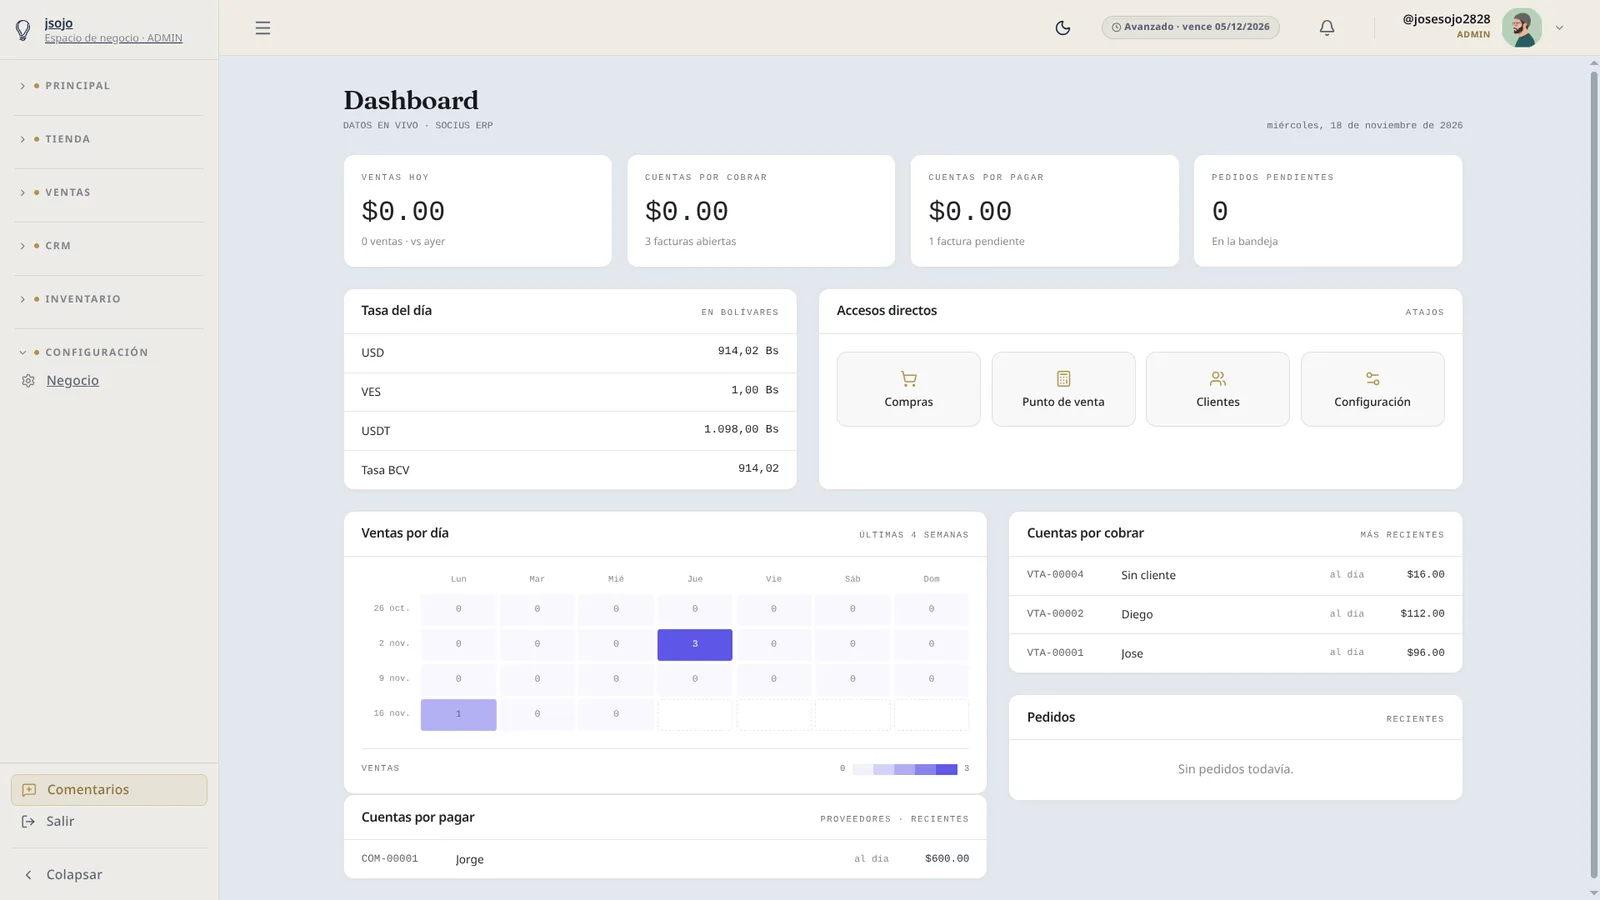 jsojo
Espacio de negocio · ADMIN
Avanzado · vence 05/12/2026
@josesojo2828
ADMIN
PRINCIPAL
TIENDA
VENTAS
CRM
INVENTARIO
CONFIGURACIÓN
Negocio
Comentarios
Salir
Colapsar
Dashboard
DATOS EN VIVO · SOCIUS ERP
miércoles, 18 de noviembre de 2026
VENTAS HOY
$0.00
0 ventas · vs ayer
CUENTAS POR COBRAR
$0.00
3 facturas abiertas
CUENTAS POR PAGAR
$0.00
1 factura pendiente
PEDIDOS PENDIENTES
0
En la bandeja
Tasa del día EN BOLÍVARES
USD 914,02 Bs
VES 1,00 Bs
USDT 1.098,00 Bs
Tasa BCV 914,02
Accesos directos ATAJOS
Compras
Punto de venta
Clientes
Configuración
Ventas por día ÚLTIMAS 4 SEMANAS
Lun Mar Mié Jue Vie Sáb Dom
26 oct. 0 0 0 0 0 0 0
2 nov. 0 0 0 3 0 0 0
9 nov. 0 0 0 0 0 0 0
16 nov. 1 0 0
VENTAS 0 3
Cuentas por pagar PROVEEDORES · RECIENTES
COM-00001 Jorge al día $600.00
Cuentas por cobrar MÁS RECIENTES
VTA-00004 Sin cliente al día $16.00
VTA-00002 Diego al día $112.00
VTA-00001 Jose al día $96.00
Pedidos RECIENTES
Sin pedidos todavía.